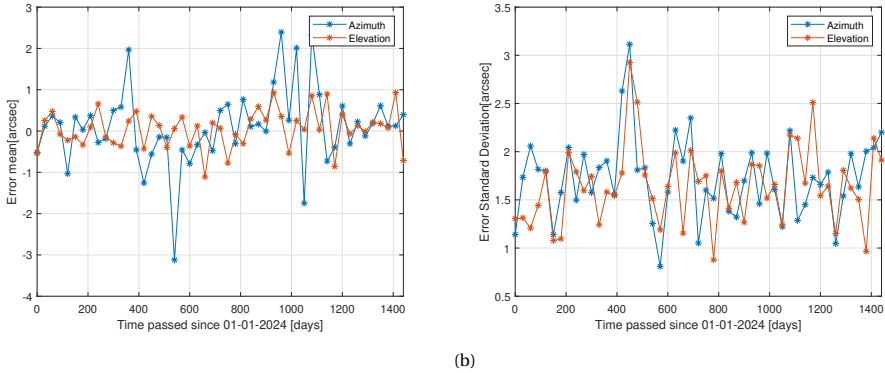 3
2
1
0
-1
-2
-3
-4
Error mean[arcsec]
0 200 400 600 800 1000 1200 1400
Time passed since 01-01-2024 [days]
Azimuth
Elevation
3.5
3
2.5
2
1.5
1
0.5
Error Standard Deviation[arcsec]
0 200 400 600 800 1000 1200 1400
Time passed since 01-01-2024 [days]
Azimuth
Elevation
(b)